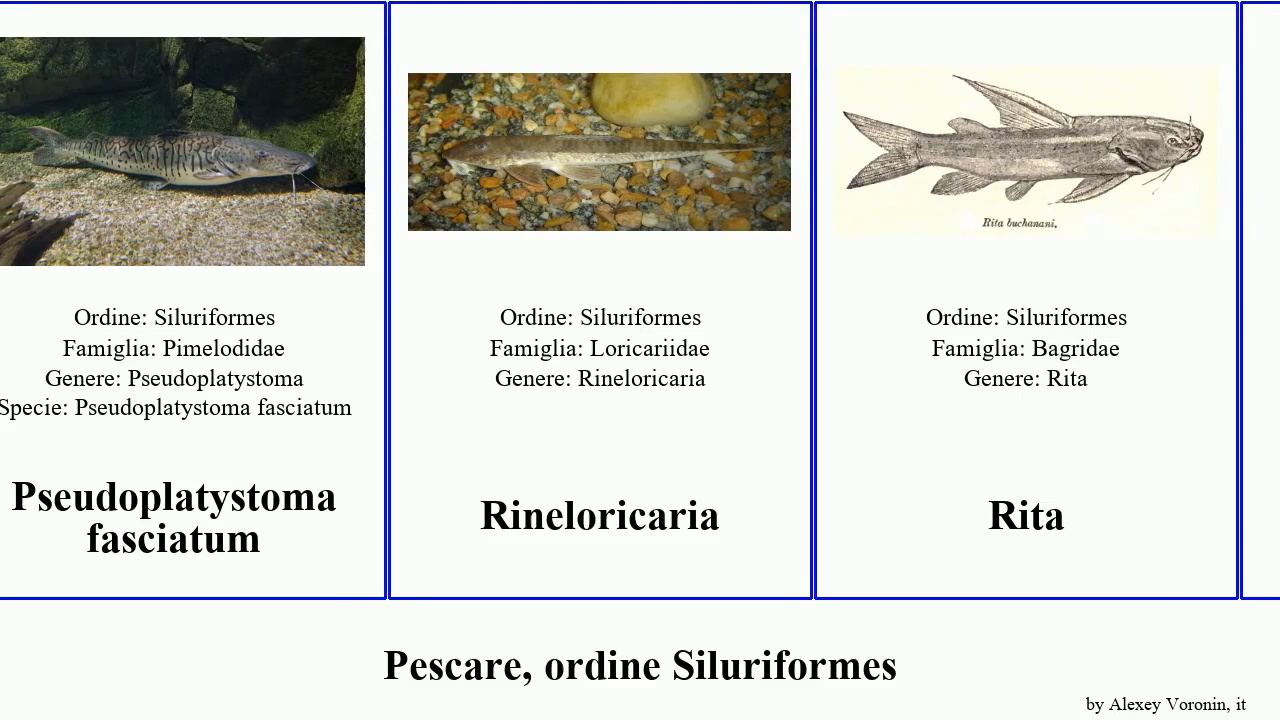 Rita buchanani.
Ordine: Siluriformes
Famiglia: Pimelodidae
Genere: Pseudoplatystoma
Specie: Pseudoplatystoma fasciatum
Pseudoplatystoma
fasciatum
Ordine: Siluriformes
Famiglia: Loricariidae
Genere: Rineloricaria
Rineloricaria
Ordine: Siluriformes
Famiglia: Bagridae
Genere: Rita
Rita
Pescare, ordine Siluriformes
by Alexey Voronin, it